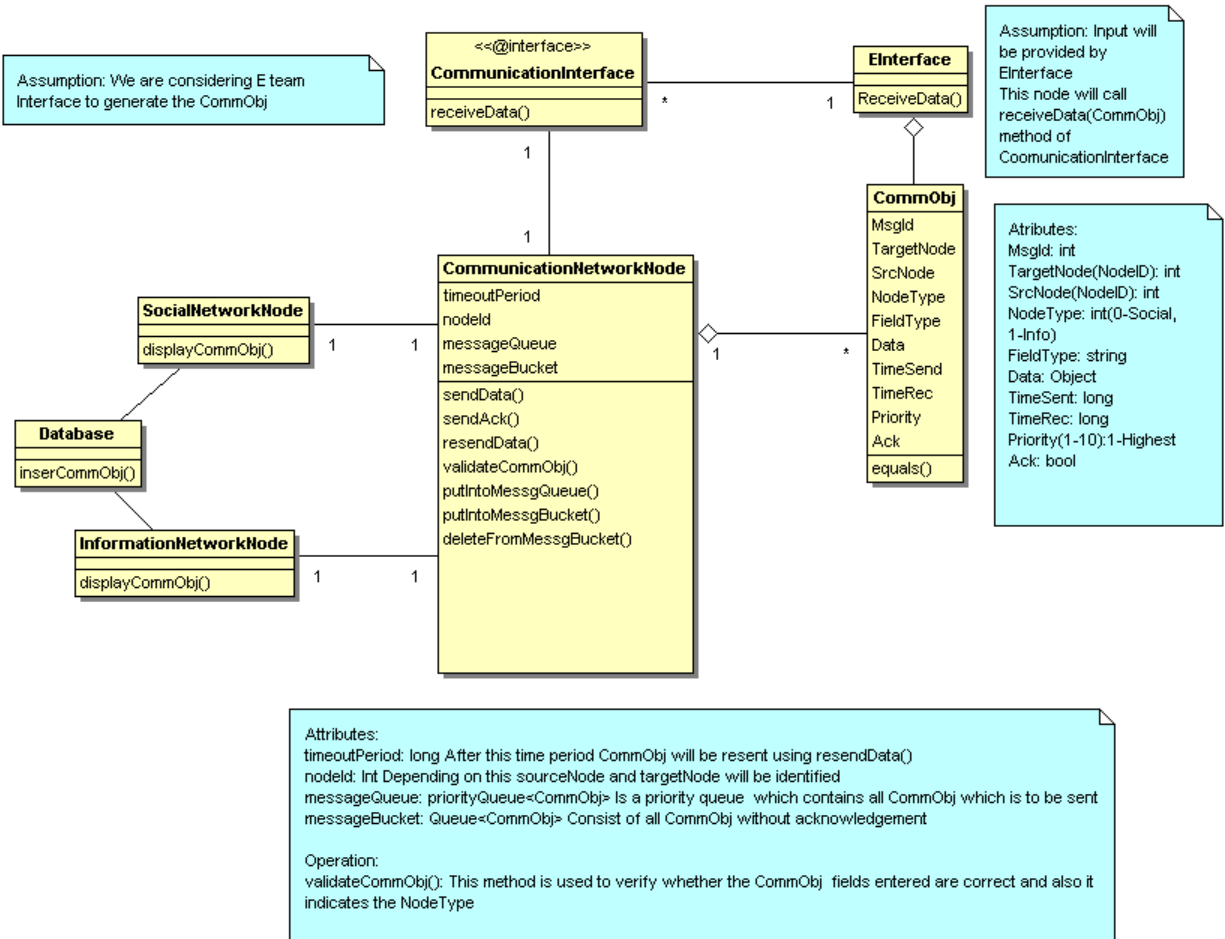 Assumption: We are considering E team
Interface to generate the CommObj
<<@interface>>
CommunicationInterface
receiveData()
*
1
EInterface
ReceiveData()
Assumption: Input will
be provided by
EInterface
This node will call
receiveData(CommObj)
method of
CoomunicationInterface
1
1
CommObj
MsgId
TargetNode
SrcNode
NodeType
FieldType
Data
TimeSend
TimeRec
Priority
Ack
equals()
Atributes:
MsgId: int
TargetNode(NodeID): int
SrcNode(NodeID): int
NodeType: int(0-Social,
1-Info)
FieldType: string
Data: Object
TimeSent: long
TimeRec: long
Priority(1-10):1-Highest
Ack: bool
CommunicationNetworkNode
timeoutPeriod
nodeId
messageQueue
messageBucket
sendData()
sendAck()
resendData()
validateCommObj()
putIntoMessgQueue()
putIntoMessgBucket()
deleteFromMessgBucket()
1
*
SocialNetworkNode
displayCommObj()
1
1
Database
inserCommObj()
InformationNetworkNode
displayCommObj()
1
1
Attributes:
timeoutPeriod: long After this time period CommObj will be resent using resendData()
nodeId: Int Depending on this sourceNode and targetNode will be identified
messageQueue: priorityQueue<CommObj> Is a priority queue which contains all CommObj which is to be sent
messageBucket: Queue<CommObj> Consist of all CommObj without acknowledgement
Operation:
validateCommObj(): This method is used to verify whether the CommObj fields entered are correct and also it
indicates the NodeType